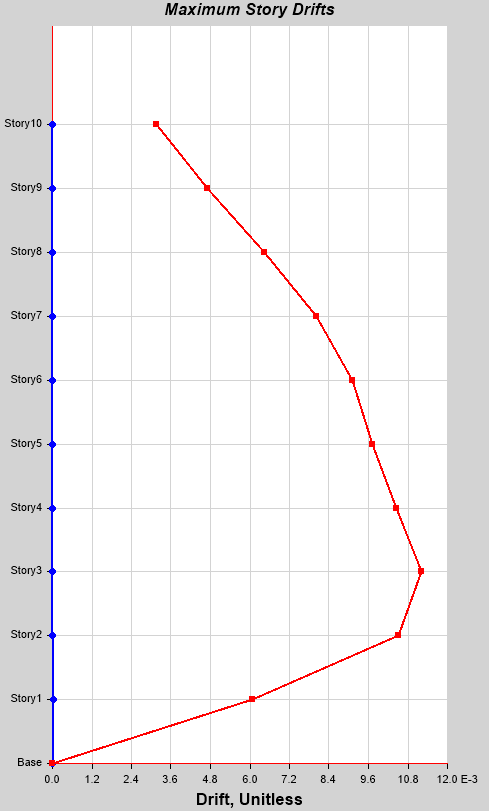 Maximum Story Drifts
Story10
Story9
Story8
Story7
Story6
Story5
Story4
Story3
Story2
Story1
Base
0.0 1.2 2.4 3.6 4.8 6.0 7.2 8.4 9.6 10.8 12.0 E-3
Drift, Unitless